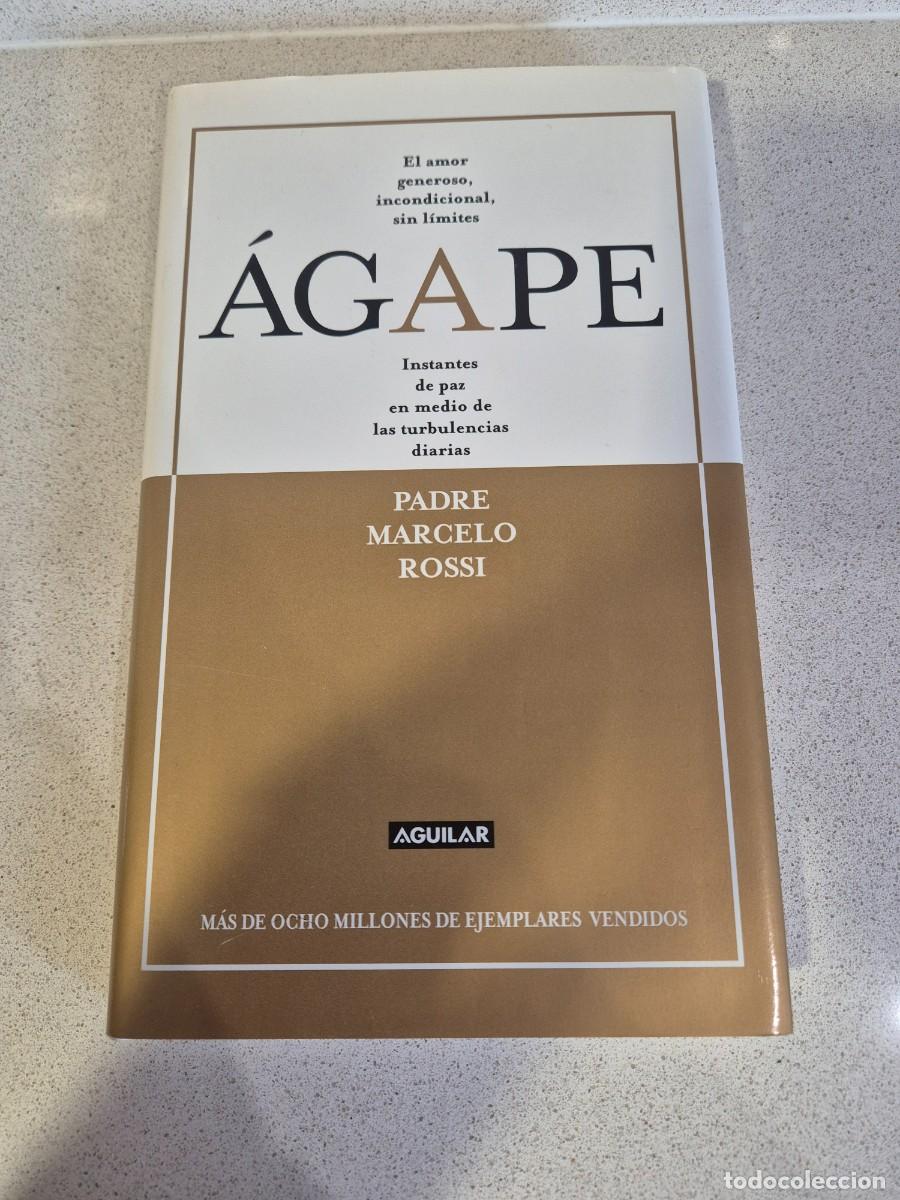 El amor
generoso,
incondicional,
sin límites
ÁGAPE
Instantes
de paz
en medio de
las turbulencias
diarias
PADRE
MARCELO
ROSSI
AGUILAR
MÁS DE OCHO MILLONES DE EJEMPLARES VENDIDOS
todocoleccion